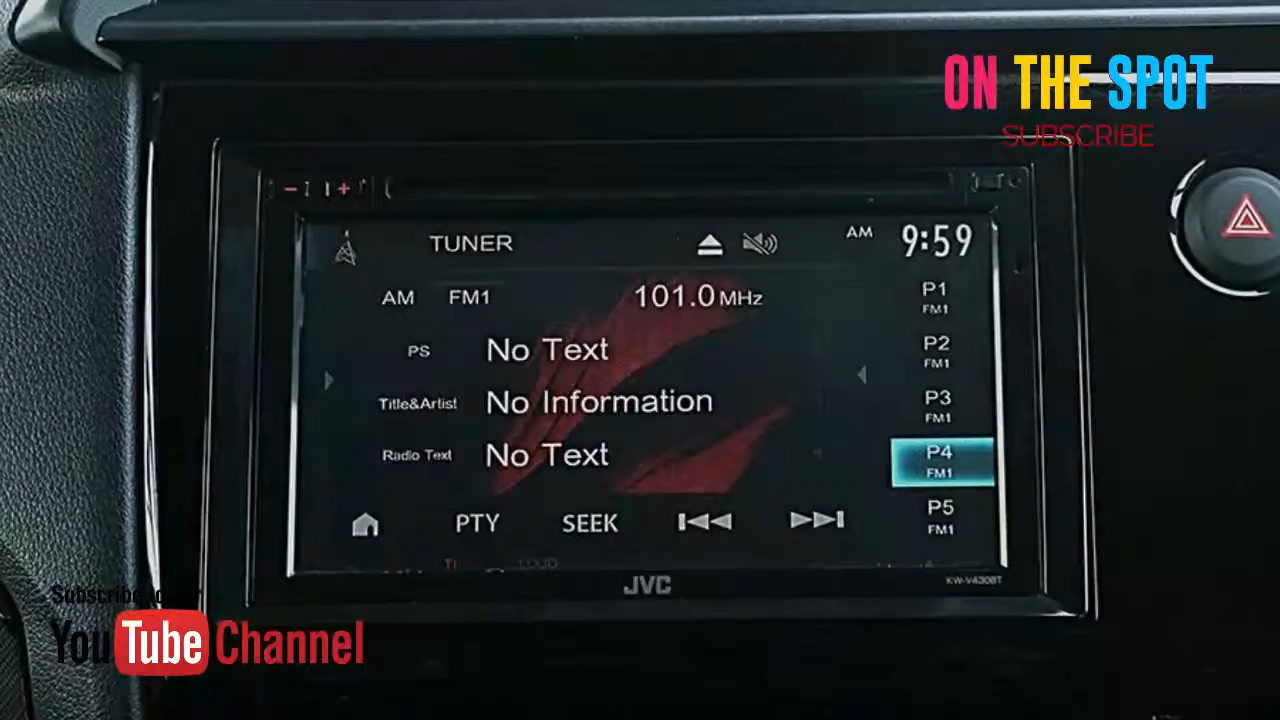 ON THE SPOT
SUBSCRIBE
TUNER
AM 9:59
AM FM1 101.0 MHz
P1
FM1
PS No Text
P2
FM1
Title&Artist No Information
P3
FM1
Radio Text No Text
P4
FM1
PTY SEEK
P5
FM1
LOUD
JVC
KW-V430BT
Subscribe
YouTube Channel